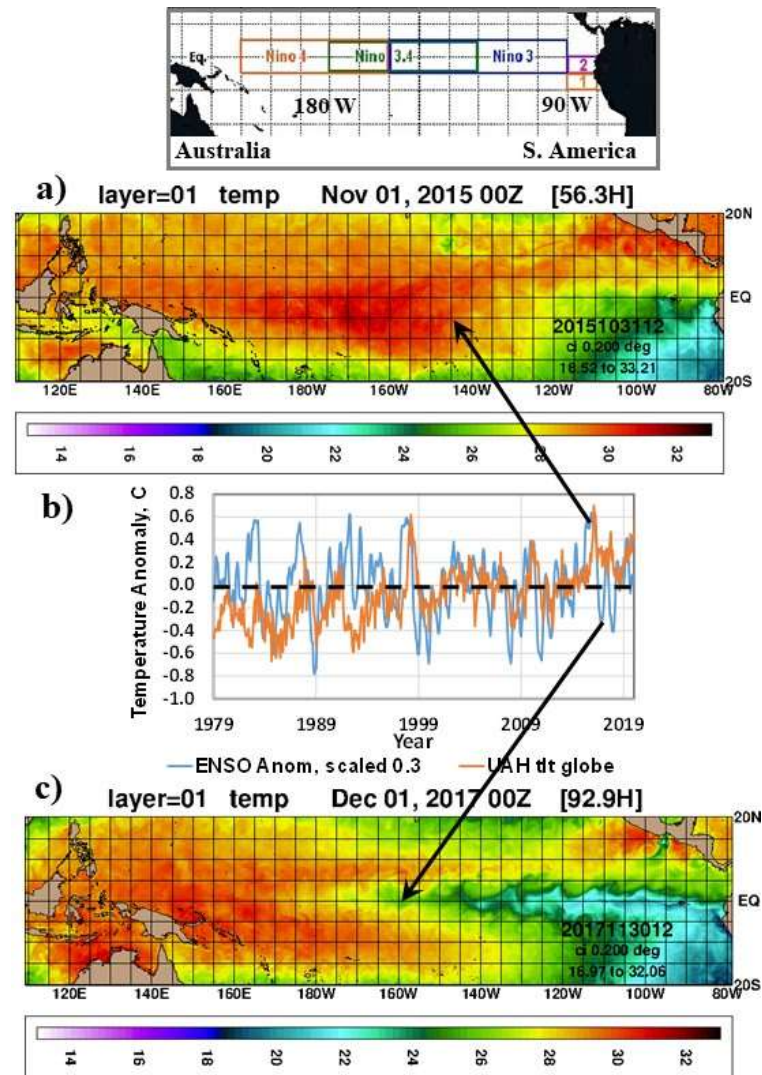 Eq.
Nino 4
Nino 3.4
Nino 3
2
1
180 W
90 W
Australia
S. America
a)
layer=01 temp Nov 01, 2015 00Z [56.3H]
20N
EQ
20S
2015103112
ci 0.200 deg
16.52 to 33.21
120E 140E 160E 180W 160W 140W 120W 100W 80W
14 16 18 20 22 24 26 28 30 32
b)
Temperature Anomaly, C
0.8
0.6
0.4
0.2
0.0
-0.2
-0.4
-0.6
-0.8
-1.0
1979 1989 1999 2009 2019
Year
ENSO Anom, scaled 0.3 UAH tlt globe
c)
layer=01 temp Dec 01, 2017 00Z [92.9H]
20N
EQ
20S
2017113012
ci 0.200 deg
16.97 to 32.06
120E 140E 160E 180W 160W 140W 120W 100W 80W
14 16 18 20 22 24 26 28 30 32